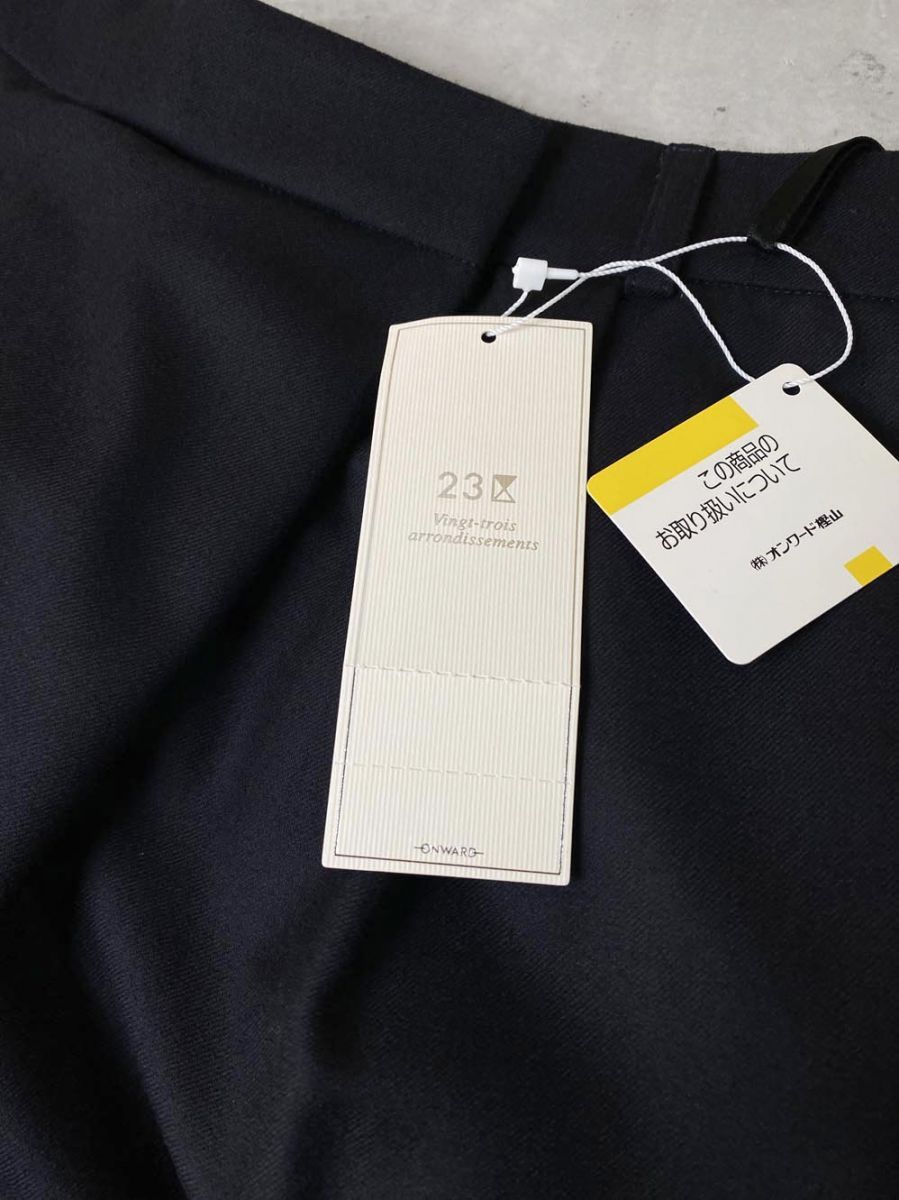 23区
Vingt-trois
arrondissements
ONWARD
この商品の
お取り扱いについて
㈱オンワード樫山